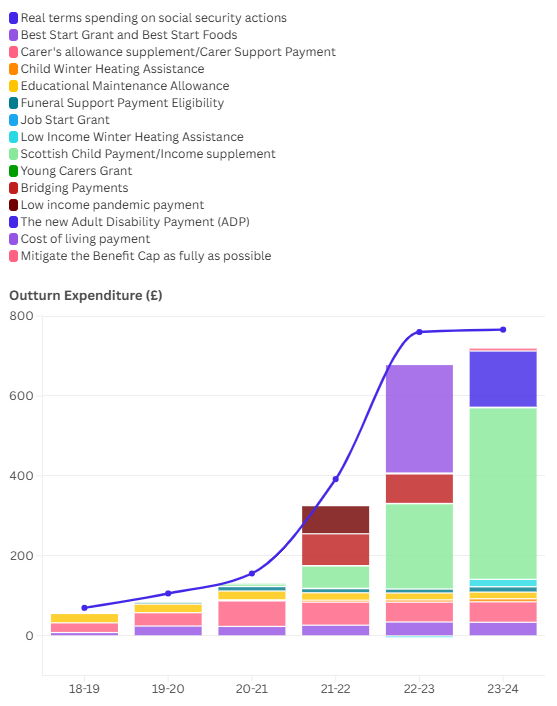 Real terms spending on social security actions
Best Start Grant and Best Start Foods
Carer's allowance supplement/Carer Support Payment
Child Winter Heating Assistance
Educational Maintenance Allowance
Funeral Support Payment Eligibility
Job Start Grant
Low Income Winter Heating Assistance
Scottish Child Payment/Income supplement
Young Carers Grant
Bridging Payments
Low income pandemic payment
The new Adult Disability Payment (ADP)
Cost of living payment
Mitigate the Benefit Cap as fully as possible
Outturn Expenditure (£)
800
600
400
200
0
18-19 19-20 20-21 21-22 22-23 23-24